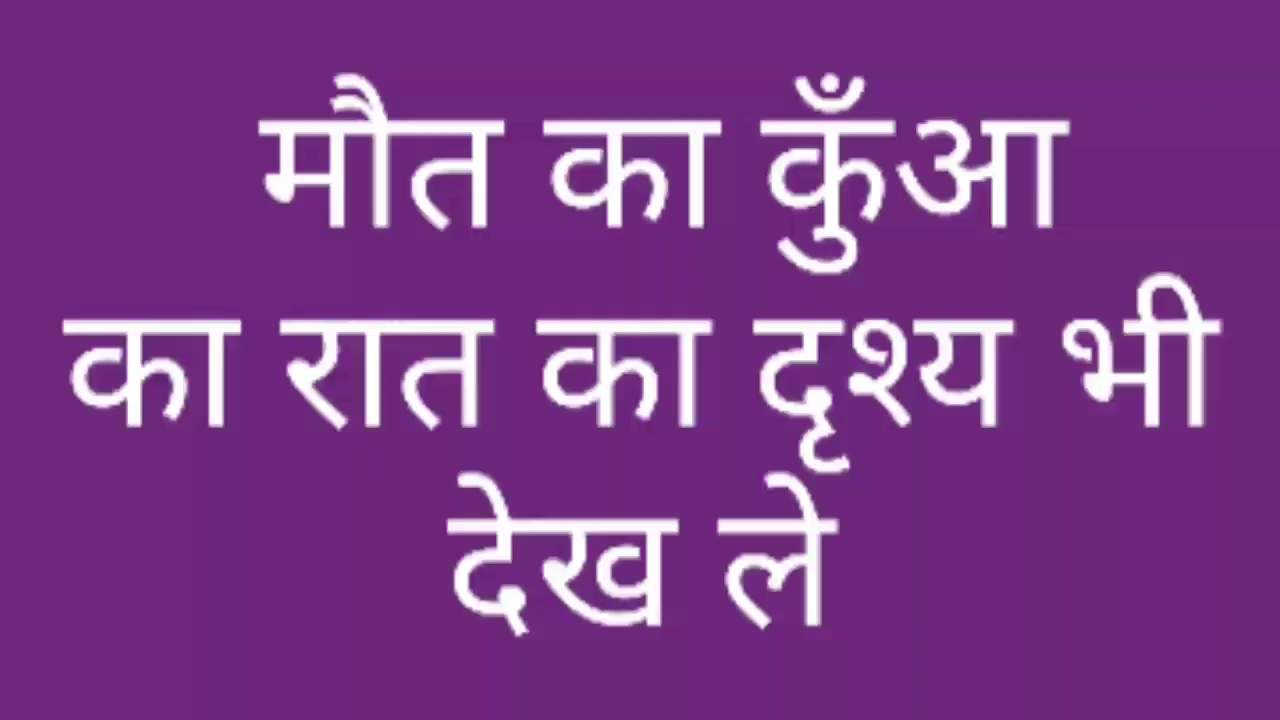 मौत का कुँआ
का रात का दृश्य भी
देख ले